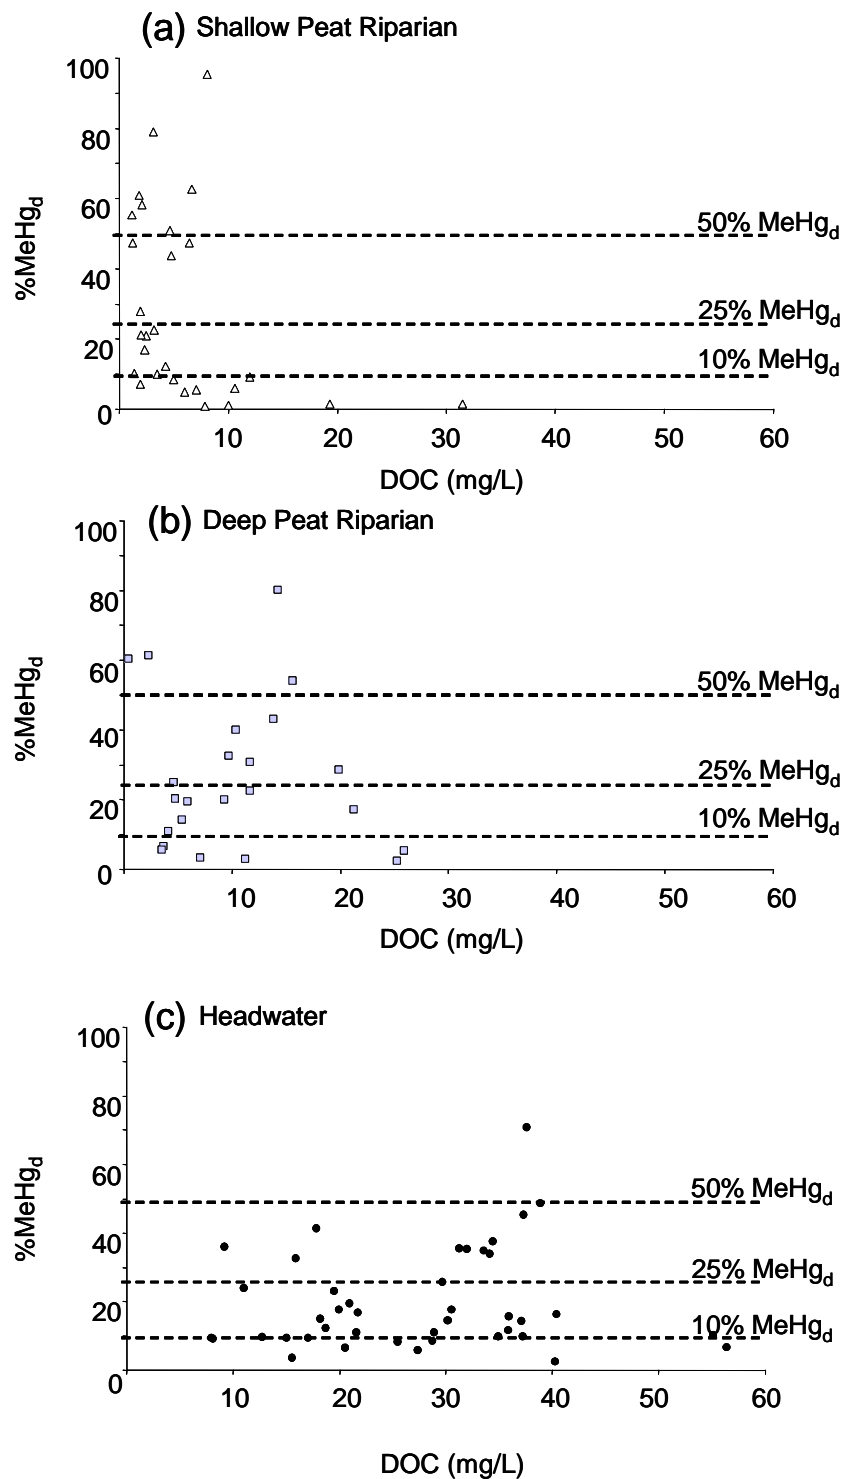 (a) Shallow Peat Riparian
100
80
60
40
20
0
%MeHgd
50% MeHgd
25% MeHgd
10% MeHgd
10 20 30 40 50 60
DOC (mg/L)
(b) Deep Peat Riparian
100
80
60
40
20
0
%MeHgd
50% MeHgd
25% MeHgd
10% MeHgd
10 20 30 40 50 60
DOC (mg/L)
(c) Headwater
100
80
60
40
20
0
%MeHgd
50% MeHgd
25% MeHgd
10% MeHgd
10 20 30 40 50 60
DOC (mg/L)